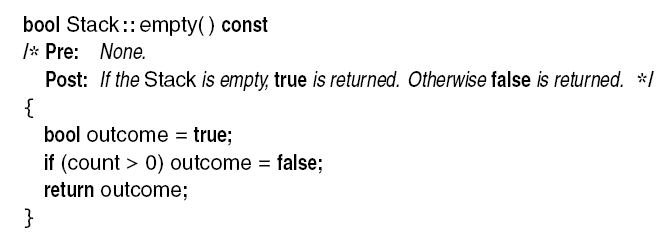 bool Stack::empty( ) const
/* Pre: None.
Post: If the Stack is empty, true is returned. Otherwise false is returned. */
{
bool outcome = true;
if (count > 0) outcome = false;
return outcome;
}